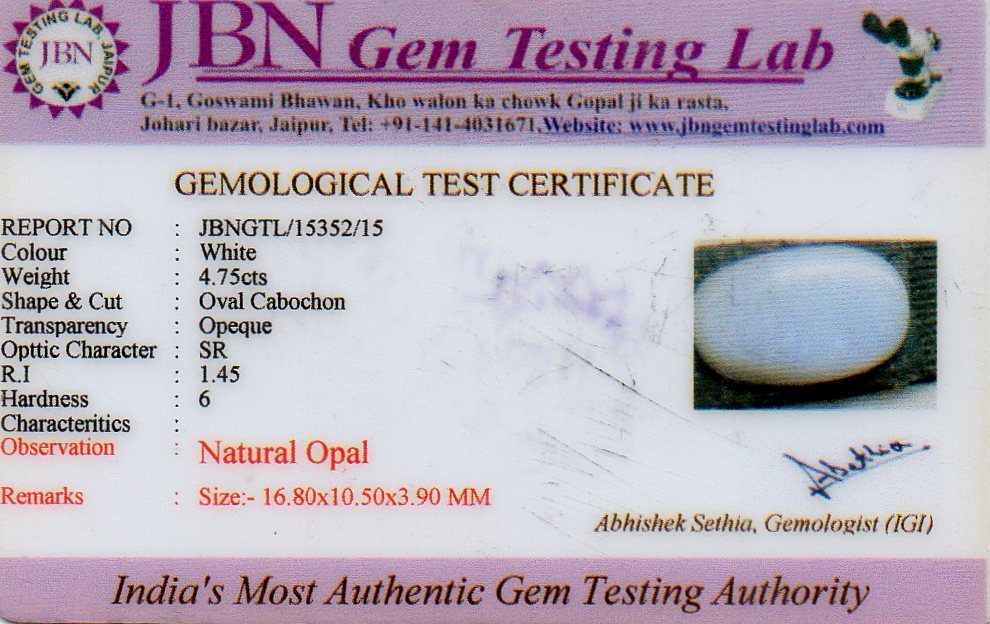 GEM TESTING LAB, JAIPUR
JBN
JBN Gem Testing Lab
G-1, Goswami Bhawan, Kho walon ka chowk Gopal ji ka rasta,
Johari bazar, Jaipur, Tel: +91-141-4031671,Website: www.jbngemtestinglab.com
GEMOLOGICAL TEST CERTIFICATE
REPORT NO : JBNGTL/15352/15
Colour : White
Weight : 4.75cts
Shape & Cut : Oval Cabochon
Transparency : Opeque
Opttic Character : SR
R.I : 1.45
Hardness : 6
Characteritics :
Observation : Natural Opal
Remarks : Size:- 16.80x10.50x3.90 MM
Abhishek Sethia, Gemologist (IGI)
India's Most Authentic Gem Testing Authority